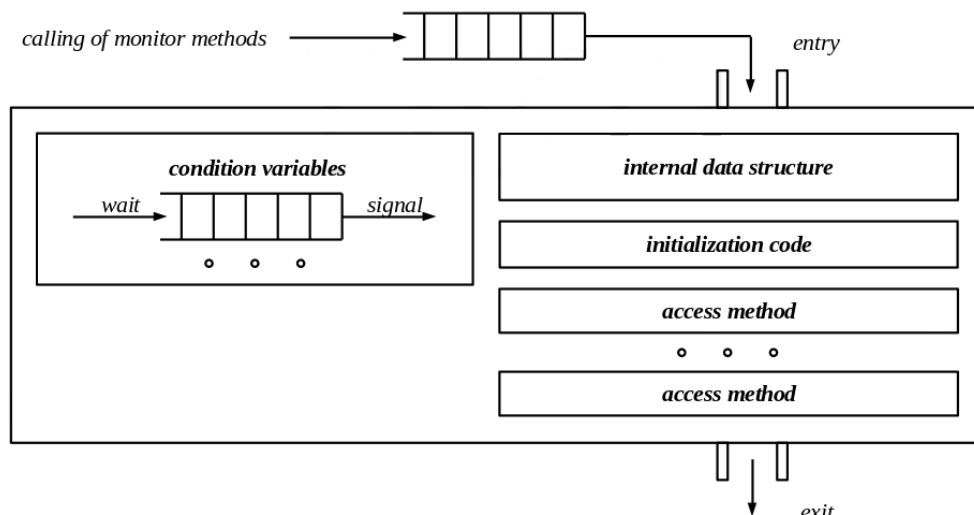 calling of monitor methods
entry
condition variables
wait
signal
internal data structure
initialization code
access method
access method
exit